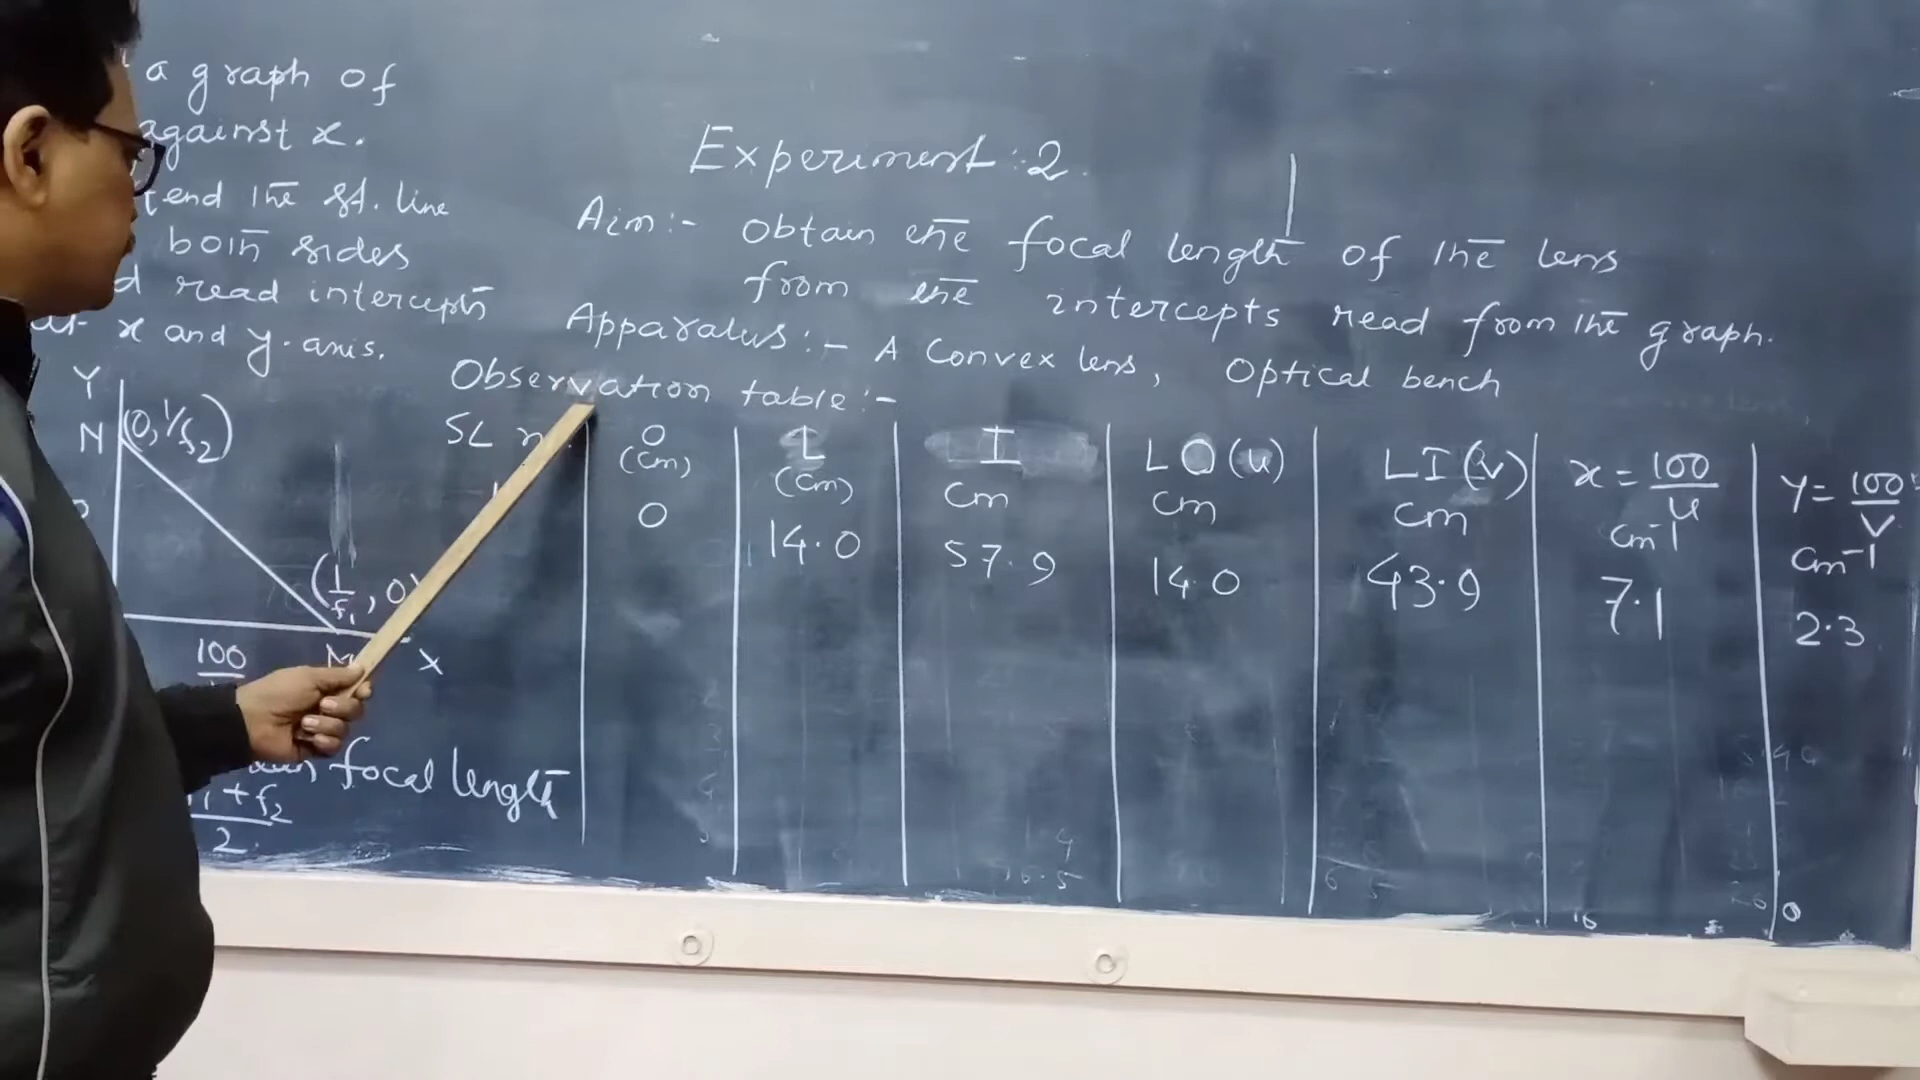 a graph of
against x.
tend the st. line
both sides
d read intercepts
at x and y-axis.
Y
N (0, 1/f2)
(1/f1, 0)
100
M
X
focal length
f1 + f2
2
Experiment :- 2.
Aim :- Obtain the focal length of the lens
from the intercepts read from the graph.
Apparatus :- A Convex lens, Optical bench
Observation table :-
SL n | O (cm) | L (cm) | I cm | LO (u) cm | LI (v) cm | x = 100/u cm⁻¹ | Y = 100/v cm⁻¹
0 | 14.0 | 57.9 | 14.0 | 43.9 | 7.1 | 2.3